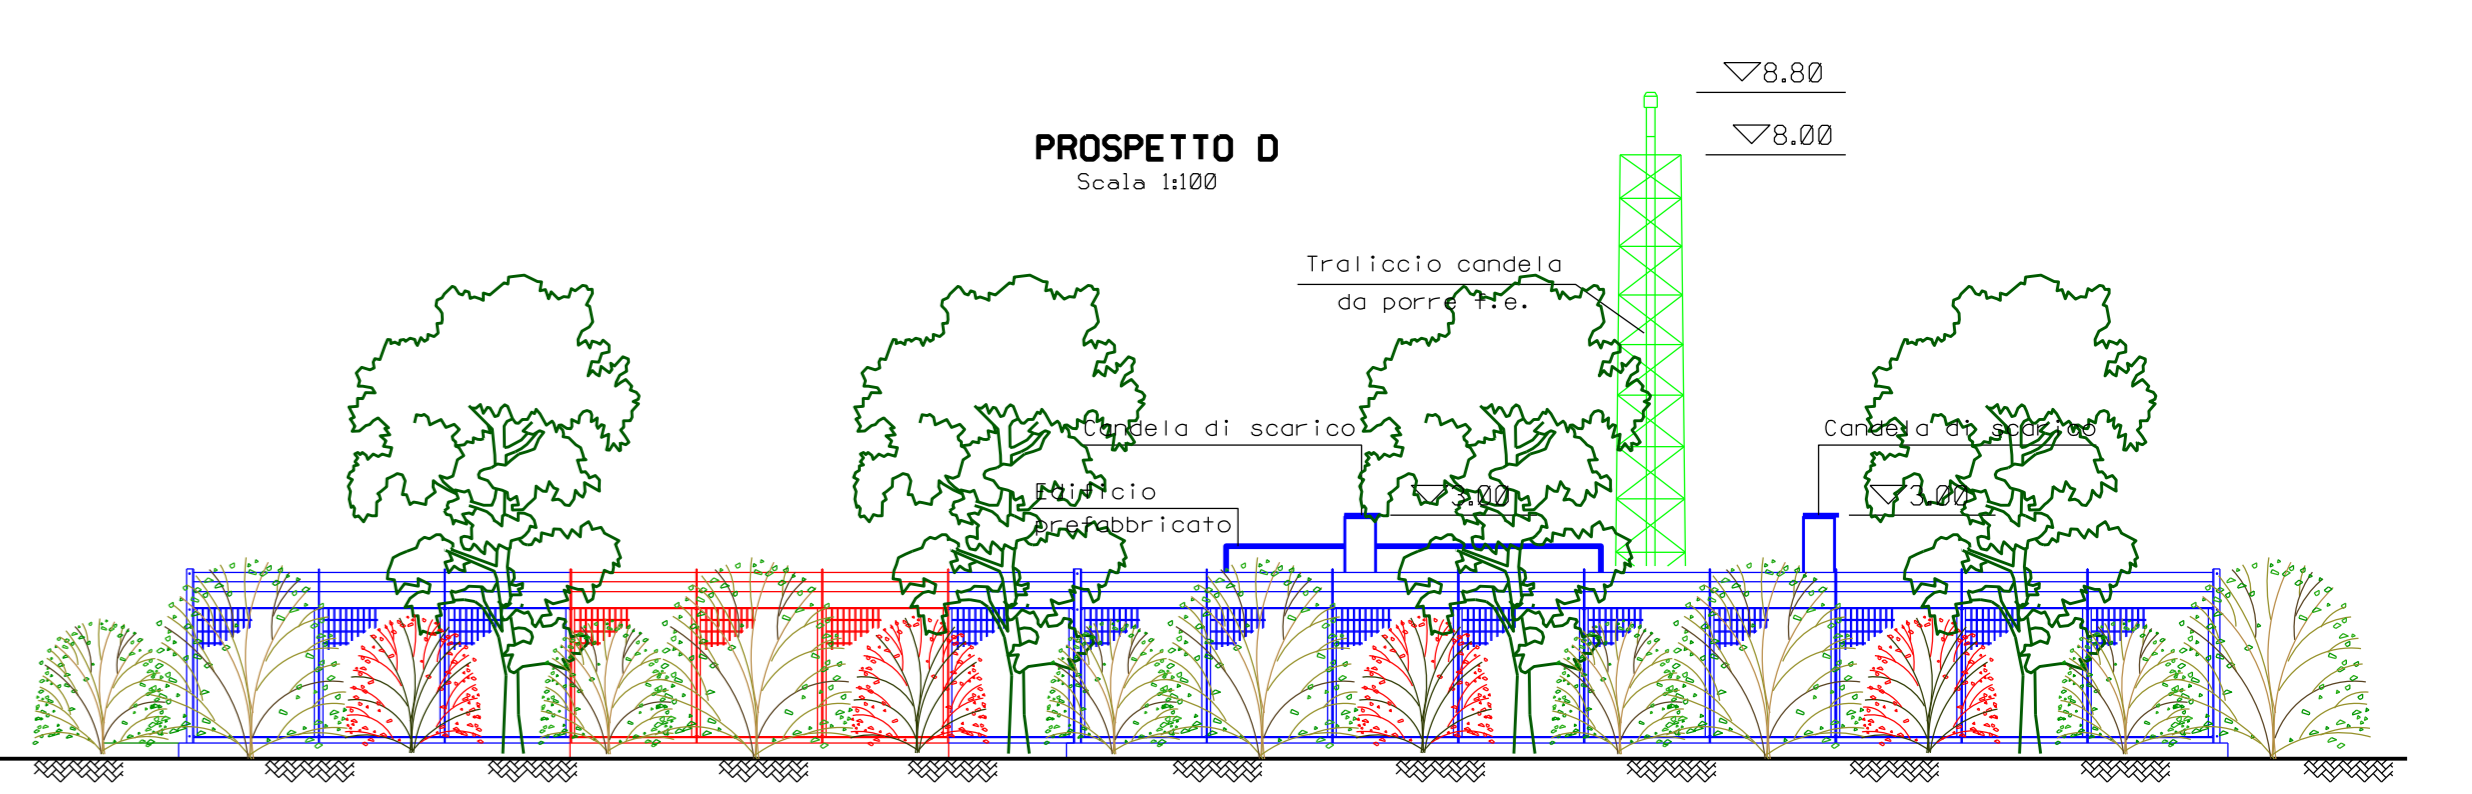 8.80
8.00
PROSPETTO D
Scala 1:100
Traliccio candela
da porre f.e.
Candela di scarico
Candela di scarico
Edificio
prefabbricato
3.00
3.00